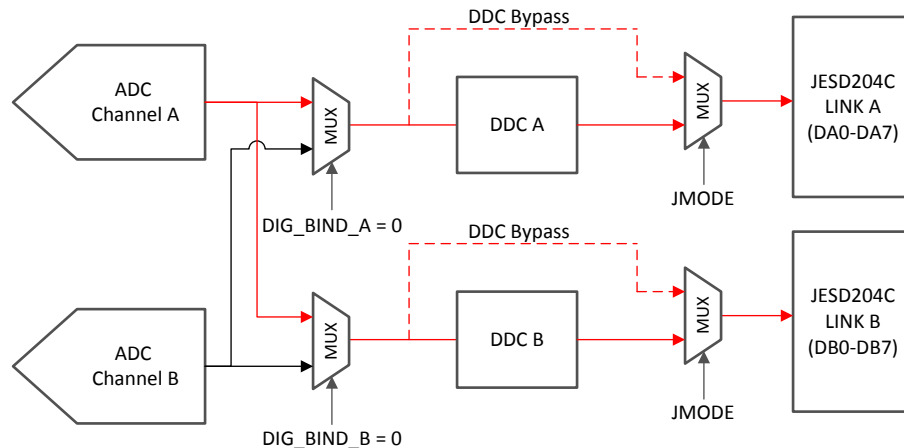 DDC Bypass
ADC
Channel A
MUX
DDC A
MUX
JESD204C
LINK A
(DA0-DA7)
DIG_BIND_A = 0
JMODE
DDC Bypass
ADC
Channel B
MUX
DDC B
MUX
JESD204C
LINK B
(DB0-DB7)
DIG_BIND_B = 0
JMODE